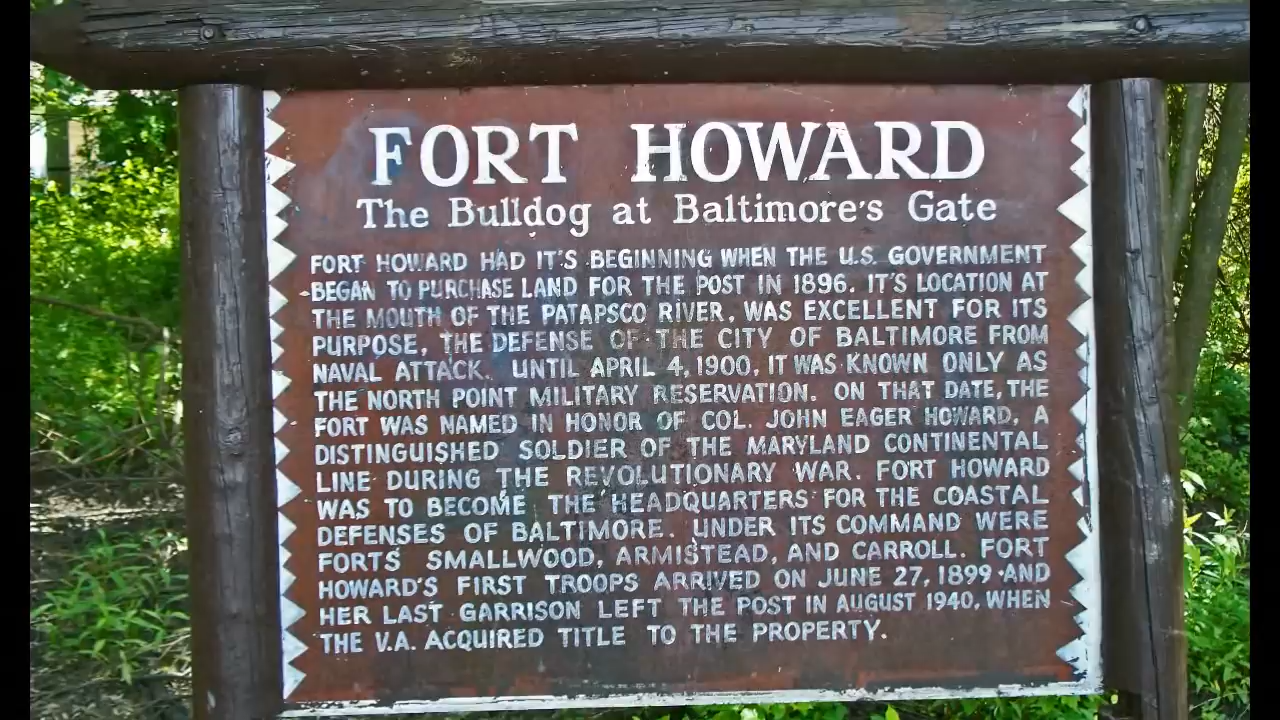 FORT HOWARD
The Bulldog at Baltimore's Gate
FORT HOWARD HAD IT'S BEGINNING WHEN THE U.S. GOVERNMENT
BEGAN TO PURCHASE LAND FOR THE POST IN 1896. IT'S LOCATION AT
THE MOUTH OF THE PATAPSCO RIVER, WAS EXCELLENT FOR ITS
PURPOSE, THE DEFENSE OF THE CITY OF BALTIMORE FROM
NAVAL ATTACK. UNTIL APRIL 4, 1900, IT WAS KNOWN ONLY AS
THE NORTH POINT MILITARY RESERVATION. ON THAT DATE, THE
FORT WAS NAMED IN HONOR OF COL. JOHN EAGER HOWARD, A
DISTINGUISHED SOLDIER OF THE MARYLAND CONTINENTAL
LINE DURING THE REVOLUTIONARY WAR. FORT HOWARD
WAS TO BECOME THE HEADQUARTERS FOR THE COASTAL
DEFENSES OF BALTIMORE. UNDER ITS COMMAND WERE
FORTS SMALLWOOD, ARMISTEAD, AND CARROLL. FORT
HOWARD'S FIRST TROOPS ARRIVED ON JUNE 27, 1899 AND
HER LAST GARRISON LEFT THE POST IN AUGUST 1940, WHEN
THE V.A. ACQUIRED TITLE TO THE PROPERTY.